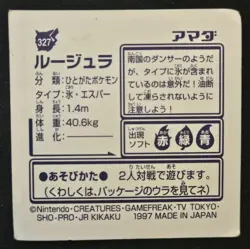 327
ルージュラ
アマダ
分 類：ひとがたポケモン
タイプ：氷・エスパー
身 長：1.4m
体 重：40.6kg
南国のダンサーのようだ
が、タイプに氷が含まれ
ているのは意外だ！油断
して凍らされないように
注意しろ！
出現
ソフト
赤 緑 青
●あそびかた● 2人対戦で遊びます。
(くわしくは、パッケージのウラを見てネ)
©Nintendo・CREATURES・GAMEFREAK・TV TOKYO・
SHO-PRO・JR KIKAKU 1997 MADE IN JAPAN